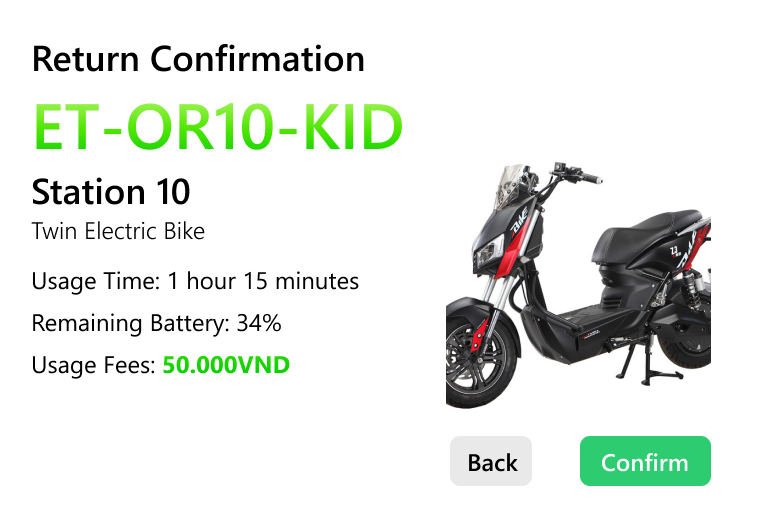 Return Confirmation
ET-OR10-KID
Station 10
Twin Electric Bike
Usage Time: 1 hour 15 minutes
Remaining Battery: 34%
Usage Fees: 50.000VND
Back
Confirm